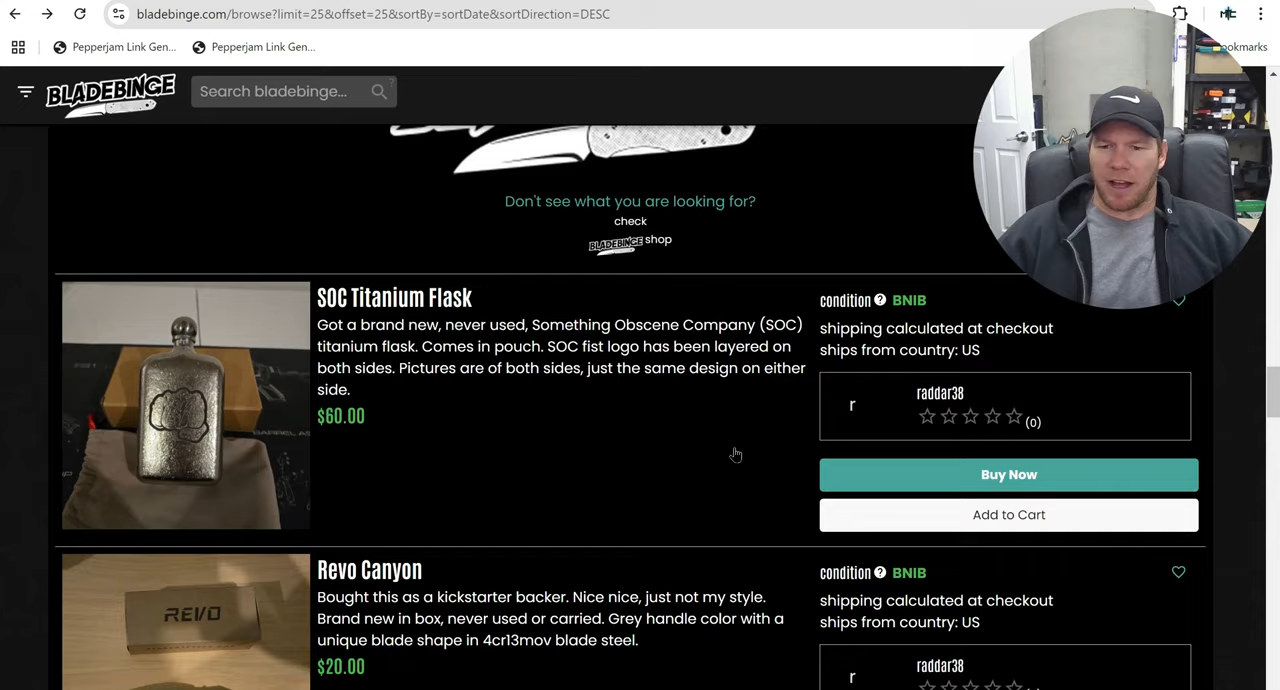 bladebinge.com/browse?limit=25&offset=25&sortBy=sortDate&sortDirection=DESC
Pepperjam Link Gen...
Pepperjam Link Gen...
ookmarks
BLADEBINGE
Search bladebinge...
Don't see what you are looking for?
check
BLADEBINGE shop
SOC Titanium Flask
Got a brand new, never used, Something Obscene Company (SOC)
titanium flask. Comes in pouch. SOC fist logo has been layered on
both sides. Pictures are of both sides, just the same design on either
side.
$60.00
condition ? BNIB
shipping calculated at checkout
ships from country: US
r
raddar38
(0)
Buy Now
Add to Cart
REVO
Revo Canyon
Bought this as a kickstarter backer. Nice nice, just not my style.
Brand new in box, never used or carried. Grey handle color with a
unique blade shape in 4cr13mov blade steel.
$20.00
condition ? BNIB
shipping calculated at checkout
ships from country: US
r
raddar38